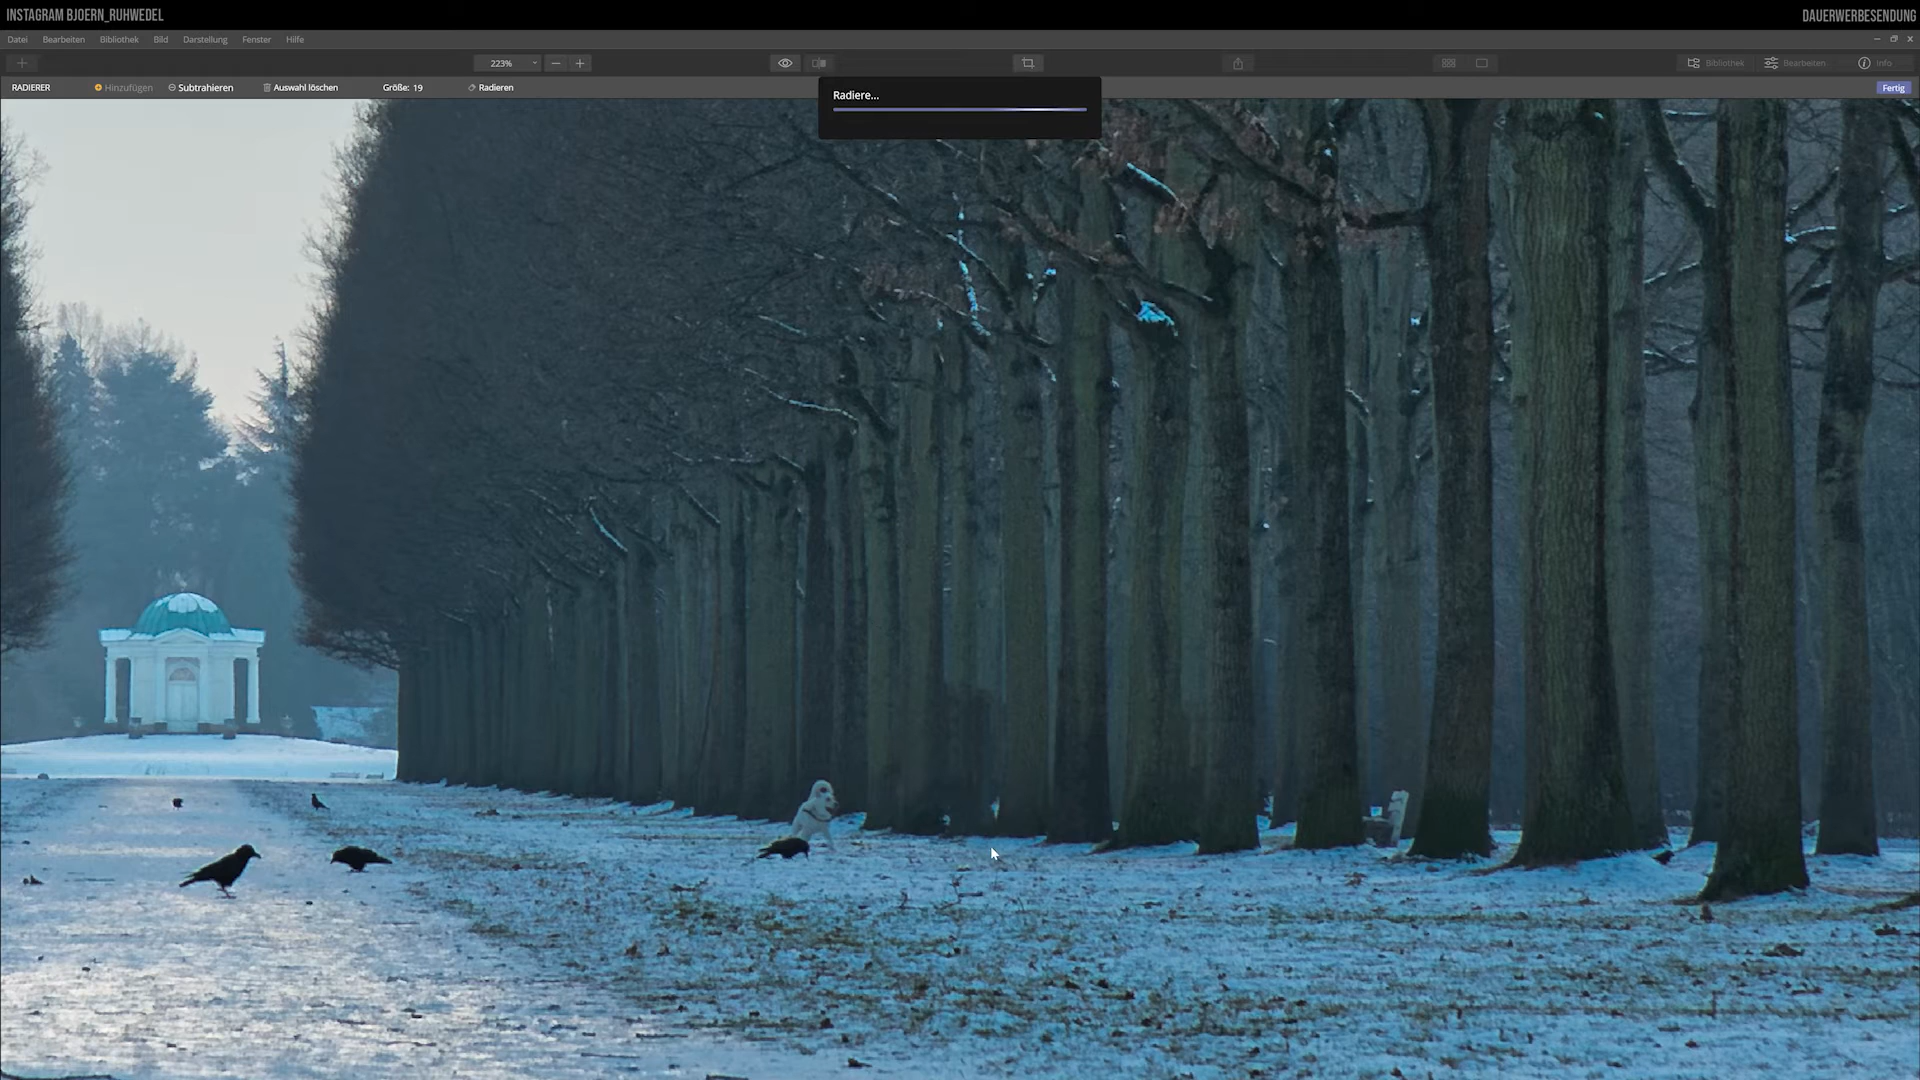 INSTAGRAM BJOERN_RUHWEDEL
DAUERWERBESENDUNG
Datei Bearbeiten Bibliothek Bild Darstellung Fenster Hilfe
223%
Bibliothek Bearbeiten Info
RADIERER Hinzufügen Subtrahieren Auswahl löschen Größe: 19 Radieren Fertig
Radiere...